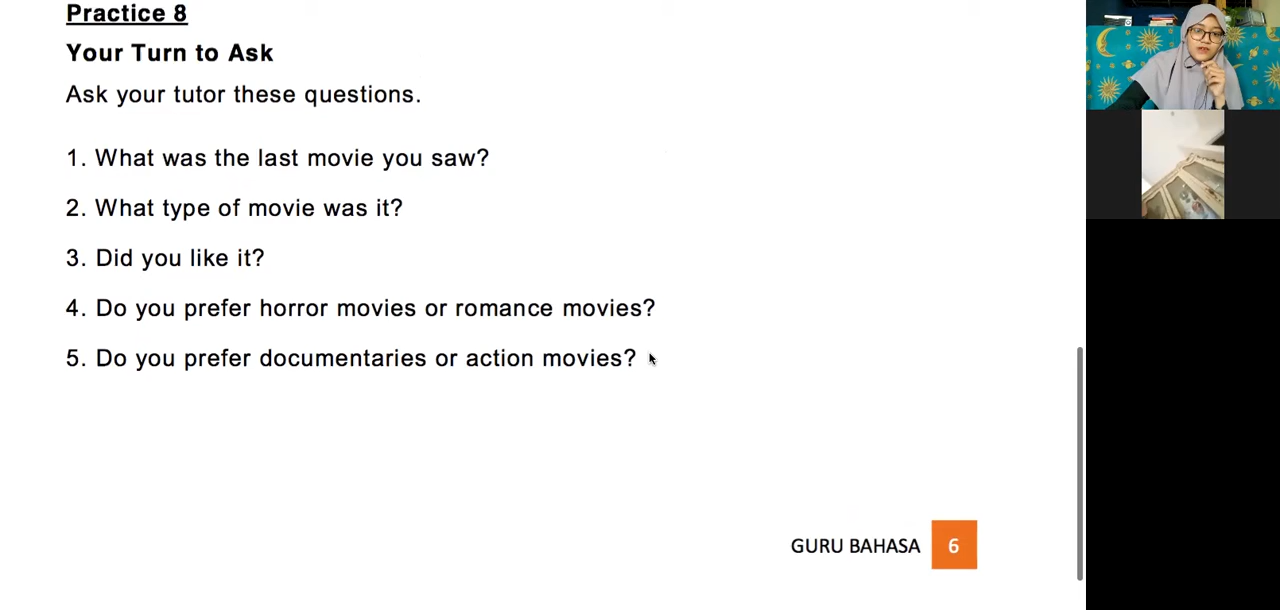 Practice 8
Your Turn to Ask
Ask your tutor these questions.
1. What was the last movie you saw?
2. What type of movie was it?
3. Did you like it?
4. Do you prefer horror movies or romance movies?
5. Do you prefer documentaries or action movies?
GURU BAHASA 6